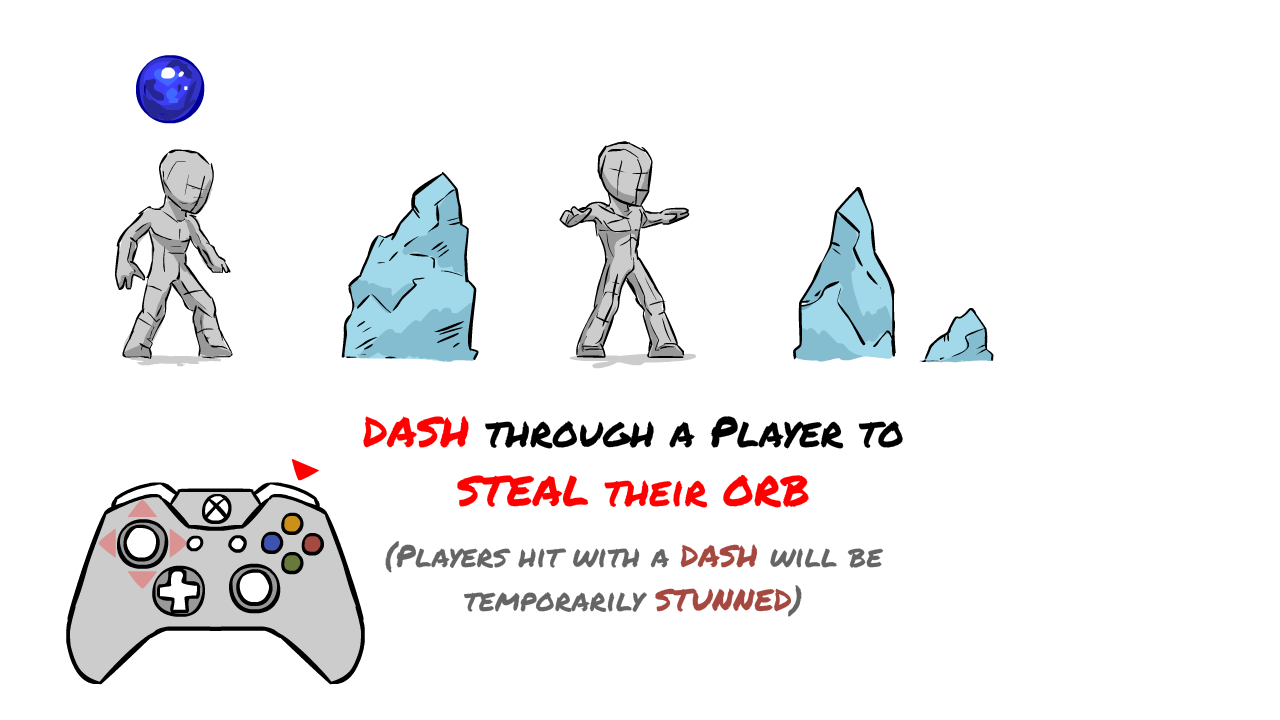 DASH through a Player to
STEAL their ORB
(Players hit with a DASH will be
temporarily STUNNED)